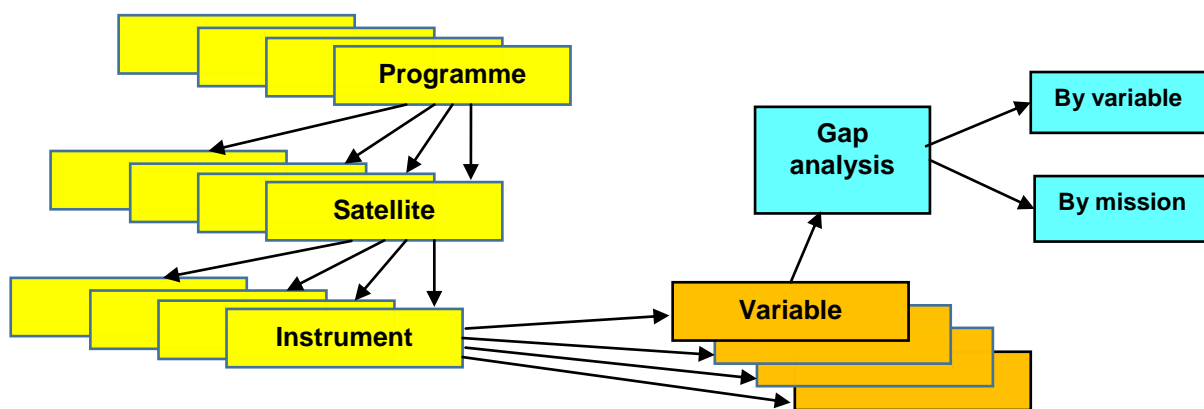 Programme
Satellite
Instrument
Variable
Gap
analysis
By variable
By mission